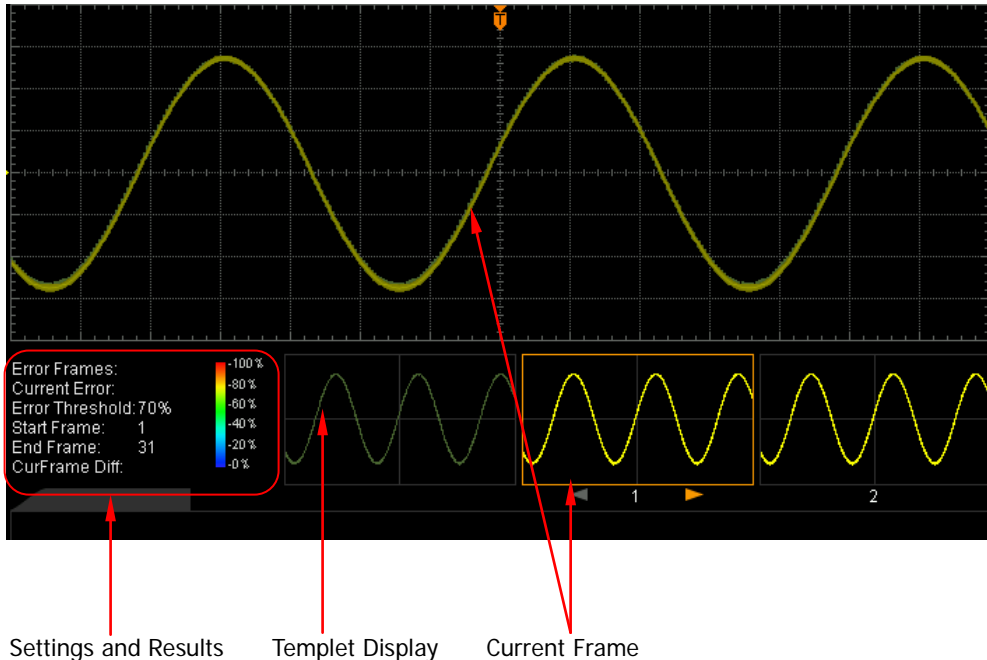 T
Error Frames:
Current Error:
Error Threshold:70%
Start Frame: 1
End Frame: 31
CurFrame Diff:
-100%
-80%
-60%
-40%
-20%
-0%
1
2
Settings and Results
Templet Display
Current Frame